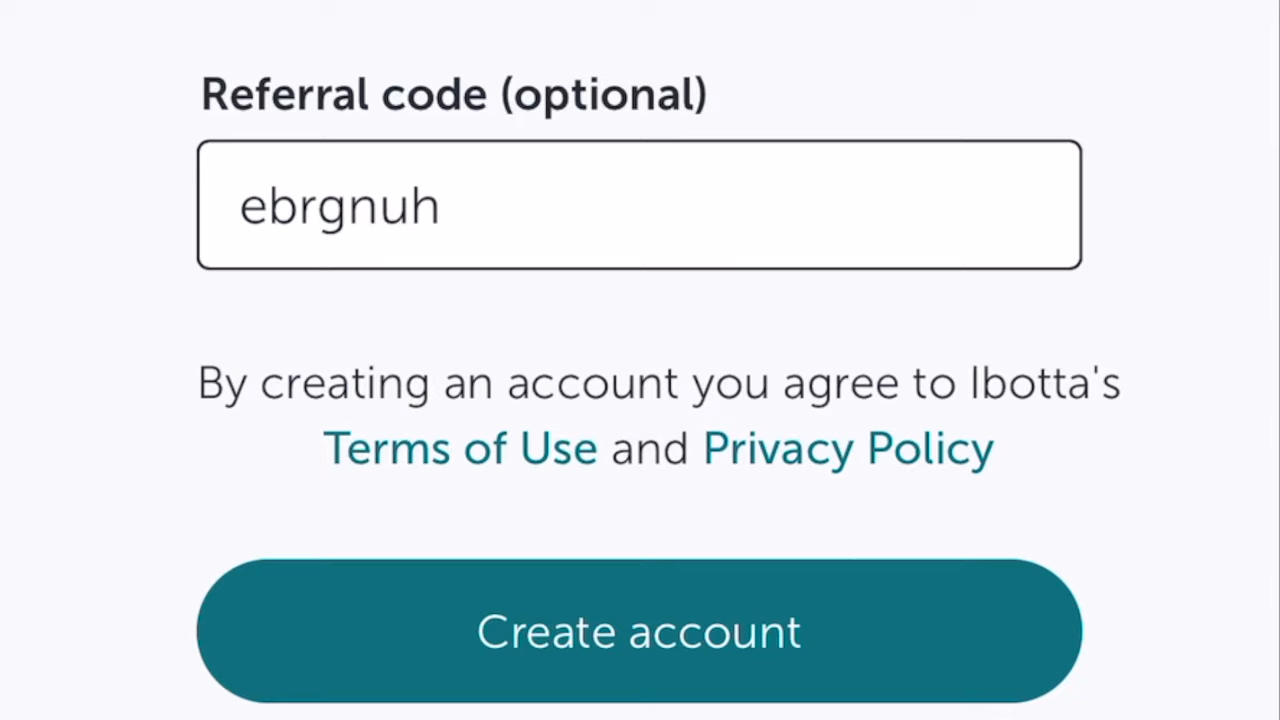 Referral code (optional)
ebrgnuh
By creating an account you agree to Ibotta's
Terms of Use and Privacy Policy
Create account